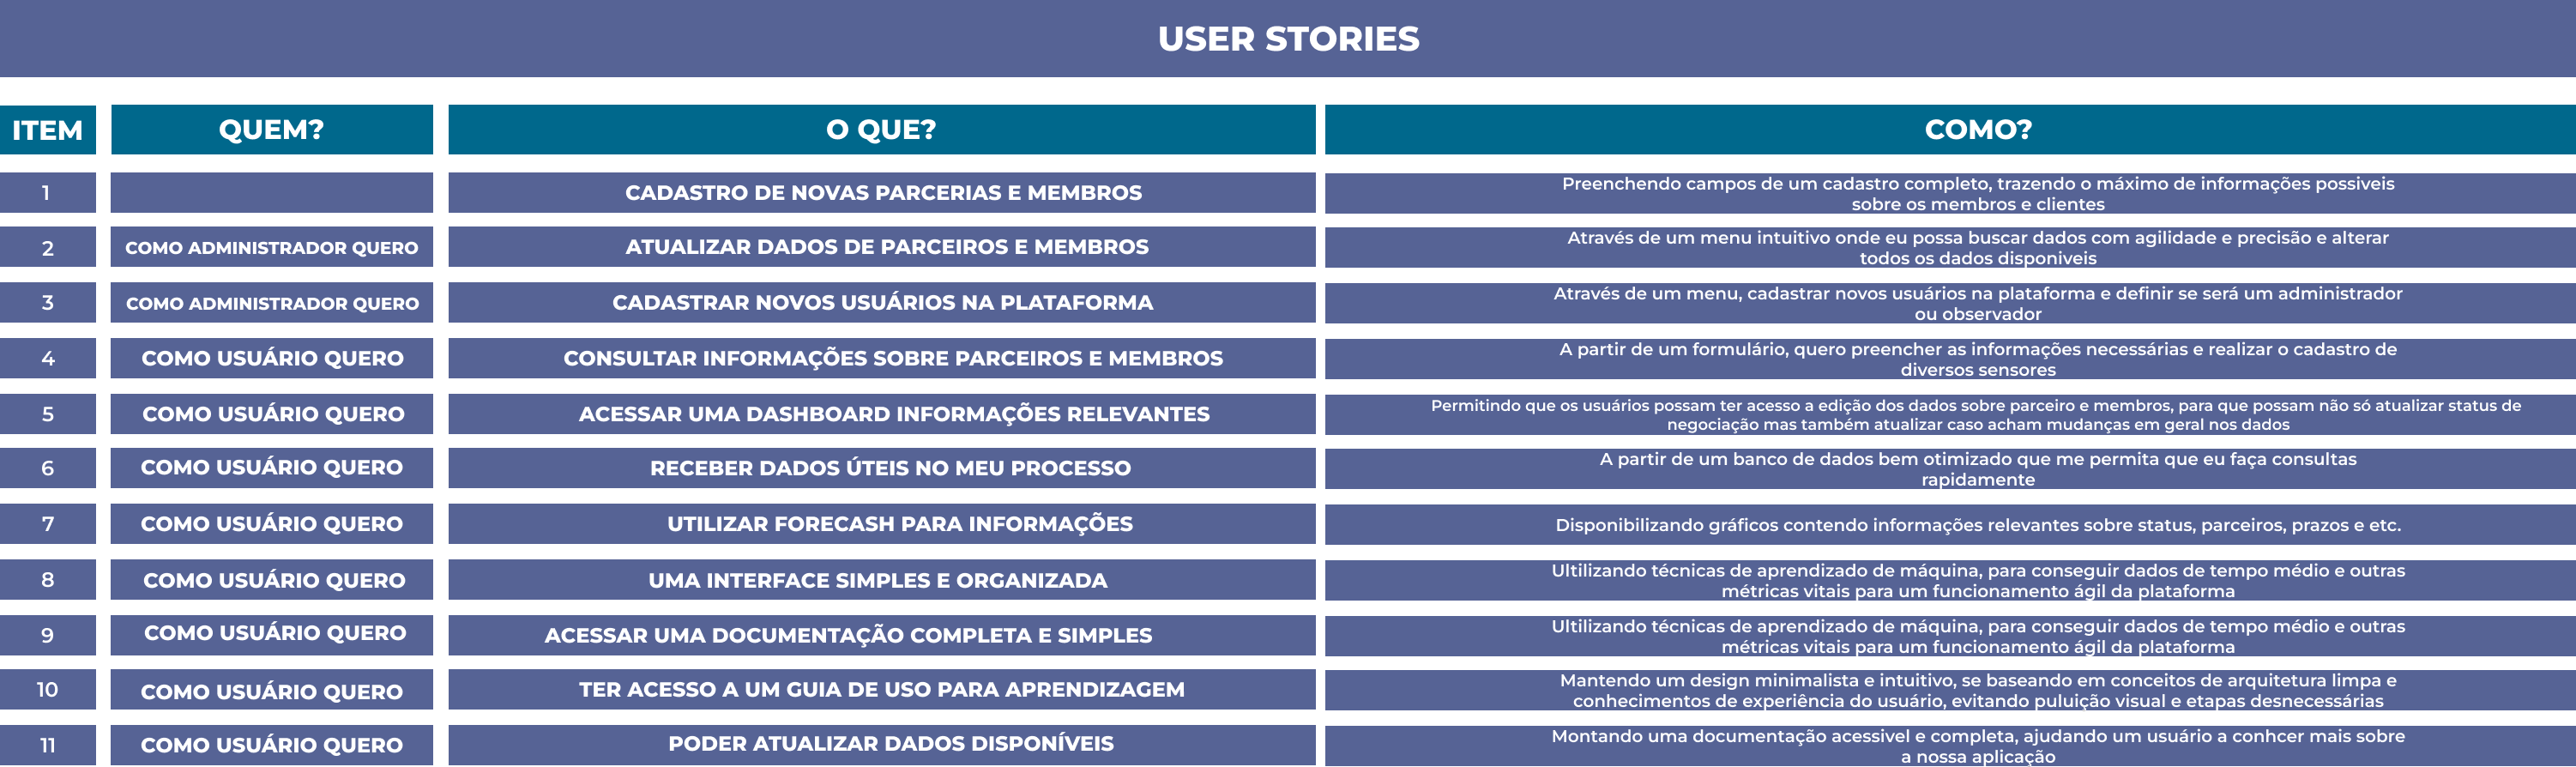 USER STORIES
ITEM QUEM? O QUE? COMO?
1 CADASTRO DE NOVAS PARCERIAS E MEMBROS Preenchendo campos de um cadastro completo, trazendo o máximo de informações possiveis
sobre os membros e clientes
2 COMO ADMINISTRADOR QUERO ATUALIZAR DADOS DE PARCEIROS E MEMBROS Através de um menu intuitivo onde eu possa buscar dados com agilidade e precisão e alterar
todos os dados disponiveis
3 COMO ADMINISTRADOR QUERO CADASTRAR NOVOS USUÁRIOS NA PLATAFORMA Através de um menu, cadastrar novos usuários na plataforma e definir se será um administrador
ou observador
4 COMO USUÁRIO QUERO CONSULTAR INFORMAÇÕES SOBRE PARCEIROS E MEMBROS A partir de um formulário, quero preencher as informações necessárias e realizar o cadastro de
diversos sensores
5 COMO USUÁRIO QUERO ACESSAR UMA DASHBOARD INFORMAÇÕES RELEVANTES Permitindo que os usuários possam ter acesso a edição dos dados sobre parceiro e membros, para que possam não só atualizar status de
negociação mas também atualizar caso acham mudanças em geral nos dados
6 COMO USUÁRIO QUERO RECEBER DADOS ÚTEIS NO MEU PROCESSO A partir de um banco de dados bem otimizado que me permita que eu faça consultas
rapidamente
7 COMO USUÁRIO QUERO UTILIZAR FORECASH PARA INFORMAÇÕES Disponibilizando gráficos contendo informações relevantes sobre status, parceiros, prazos e etc.
8 COMO USUÁRIO QUERO UMA INTERFACE SIMPLES E ORGANIZADA Ultilizando técnicas de aprendizado de máquina, para conseguir dados de tempo médio e outras
métricas vitais para um funcionamento ágil da plataforma
9 COMO USUÁRIO QUERO ACESSAR UMA DOCUMENTAÇÃO COMPLETA E SIMPLES Ultilizando técnicas de aprendizado de máquina, para conseguir dados de tempo médio e outras
métricas vitais para um funcionamento ágil da plataforma
10 COMO USUÁRIO QUERO TER ACESSO A UM GUIA DE USO PARA APRENDIZAGEM Mantendo um design minimalista e intuitivo, se baseando em conceitos de arquitetura limpa e
conhecimentos de experiência do usuário, evitando puluição visual e etapas desnecessárias
11 COMO USUÁRIO QUERO PODER ATUALIZAR DADOS DISPONÍVEIS Montando uma documentação acessivel e completa, ajudando um usuário a conhcer mais sobre
a nossa aplicação